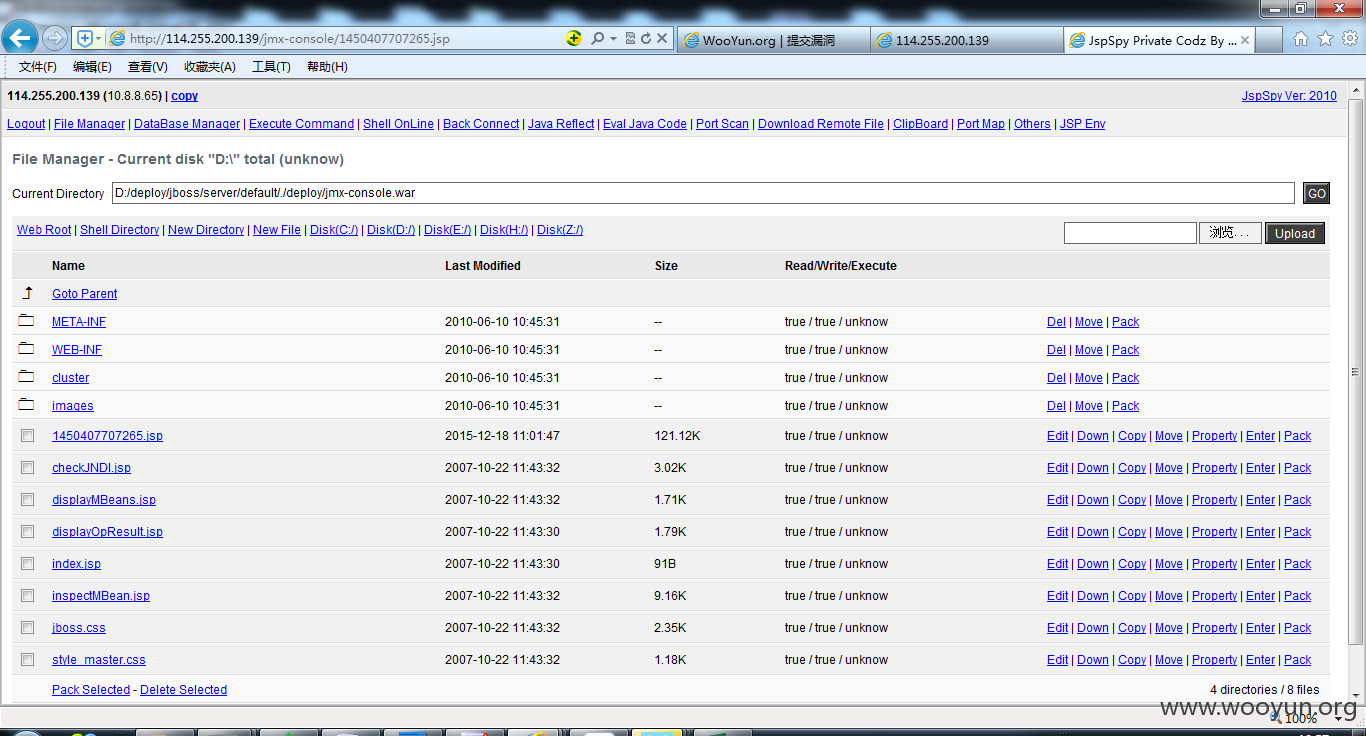 http://114.255.200.139/jmx-console/1450407707265.jsp
WooYun.org | 提交漏洞
114.255.200.139
JspSpy Private Codz By ...
文件(F) 编辑(E) 查看(V) 收藏夹(A) 工具(T) 帮助(H)
114.255.200.139 (10.8.8.65) | copy
JspSpy Ver: 2010
Logout | File Manager | DataBase Manager | Execute Command | Shell OnLine | Back Connect | Java Reflect | Eval Java Code | Port Scan | Download Remote File | ClipBoard | Port Map | Others | JSP Env
File Manager - Current disk "D:\" total (unknow)
Current Directory D:/deploy/jboss/server/default/./deploy/jmx-console.war GO
Web Root | Shell Directory | New Directory | New File | Disk(C:/) | Disk(D:/) | Disk(E:/) | Disk(H:/) | Disk(Z:/) 浏览... Upload
Name Last Modified Size Read/Write/Execute
Goto Parent
META-INF 2010-06-10 10:45:31 -- true / true / unknow Del | Move | Pack
WEB-INF 2010-06-10 10:45:31 -- true / true / unknow Del | Move | Pack
cluster 2010-06-10 10:45:31 -- true / true / unknow Del | Move | Pack
images 2010-06-10 10:45:31 -- true / true / unknow Del | Move | Pack
1450407707265.jsp 2015-12-18 11:01:47 121.12K true / true / unknow Edit | Down | Copy | Move | Property | Enter | Pack
checkJNDI.jsp 2007-10-22 11:43:32 3.02K true / true / unknow Edit | Down | Copy | Move | Property | Enter | Pack
displayMBeans.jsp 2007-10-22 11:43:32 1.71K true / true / unknow Edit | Down | Copy | Move | Property | Enter | Pack
displayOpResult.jsp 2007-10-22 11:43:30 1.79K true / true / unknow Edit | Down | Copy | Move | Property | Enter | Pack
index.jsp 2007-10-22 11:43:30 91B true / true / unknow Edit | Down | Copy | Move | Property | Enter | Pack
inspectMBean.jsp 2007-10-22 11:43:32 9.16K true / true / unknow Edit | Down | Copy | Move | Property | Enter | Pack
jboss.css 2007-10-22 11:43:32 2.35K true / true / unknow Edit | Down | Copy | Move | Property | Enter | Pack
style_master.css 2007-10-22 11:43:32 1.18K true / true / unknow Edit | Down | Copy | Move | Property | Enter | Pack
Pack Selected - Delete Selected 4 directories / 8 files
www.wooyun.org
100%